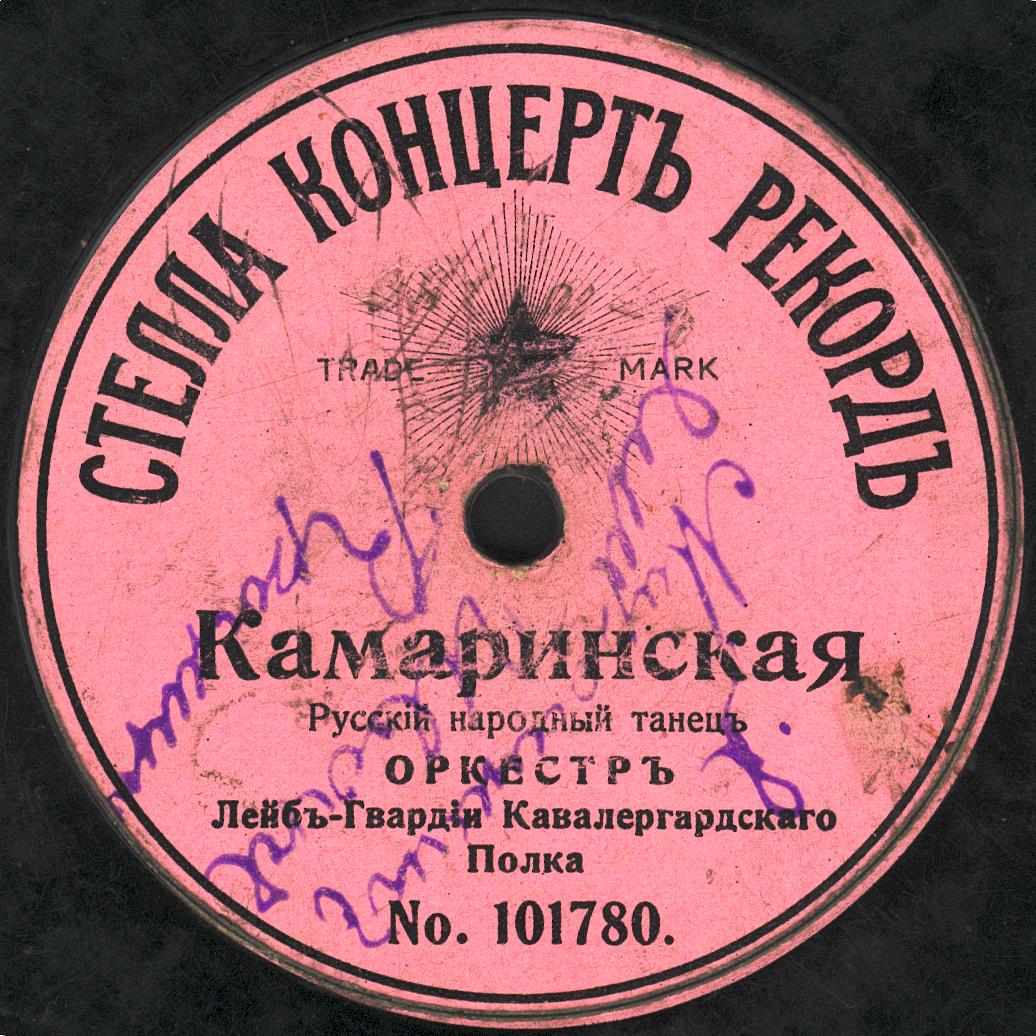 СТЕЛЛА КОНЦЕРТЪ РЕКОРДЪ
TRADE MARK
Камаринская
Русскій народный танецъ
ОРКЕСТРЪ
Лейбъ-Гвардіи Кавалергардскаго
Полка
No. 101780.